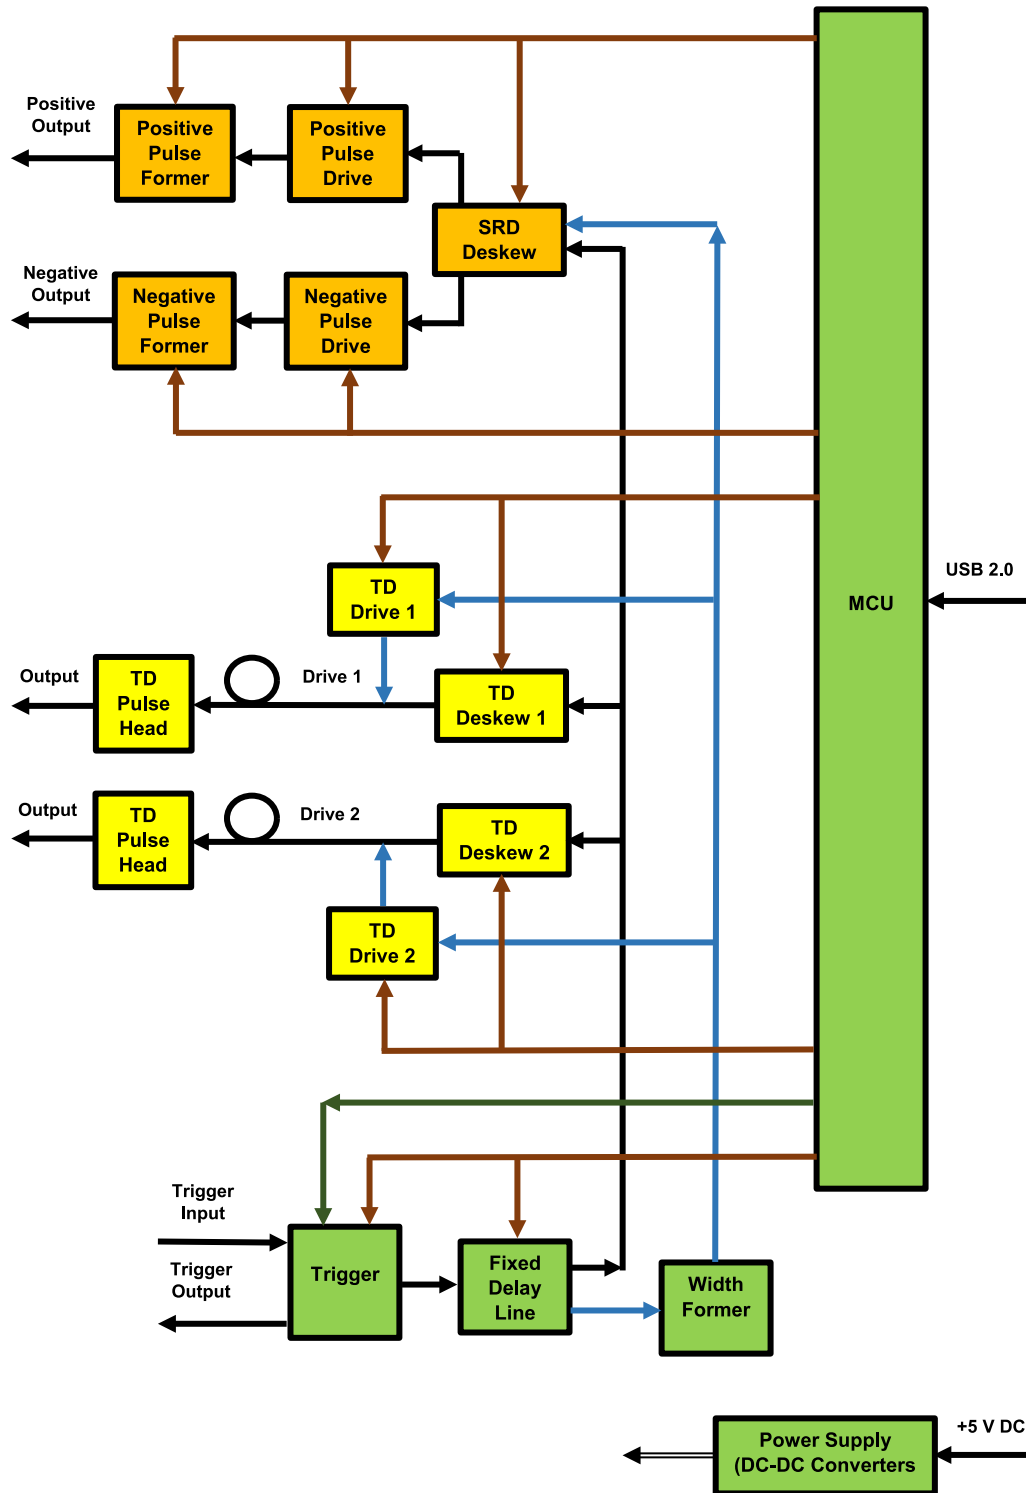 Positive
Output
Positive
Pulse
Former
Positive
Pulse
Drive
SRD
Deskew
Negative
Output
Negative
Pulse
Former
Negative
Pulse
Drive
MCU
USB 2.0
TD
Drive 1
Output
TD
Pulse
Head
Drive 1
TD
Deskew 1
Output
TD
Pulse
Head
Drive 2
TD
Deskew 2
TD
Drive 2
Trigger
Input
Trigger
Output
Trigger
Fixed
Delay
Line
Width
Former
Power Supply
(DC-DC Converters
+5 V DC